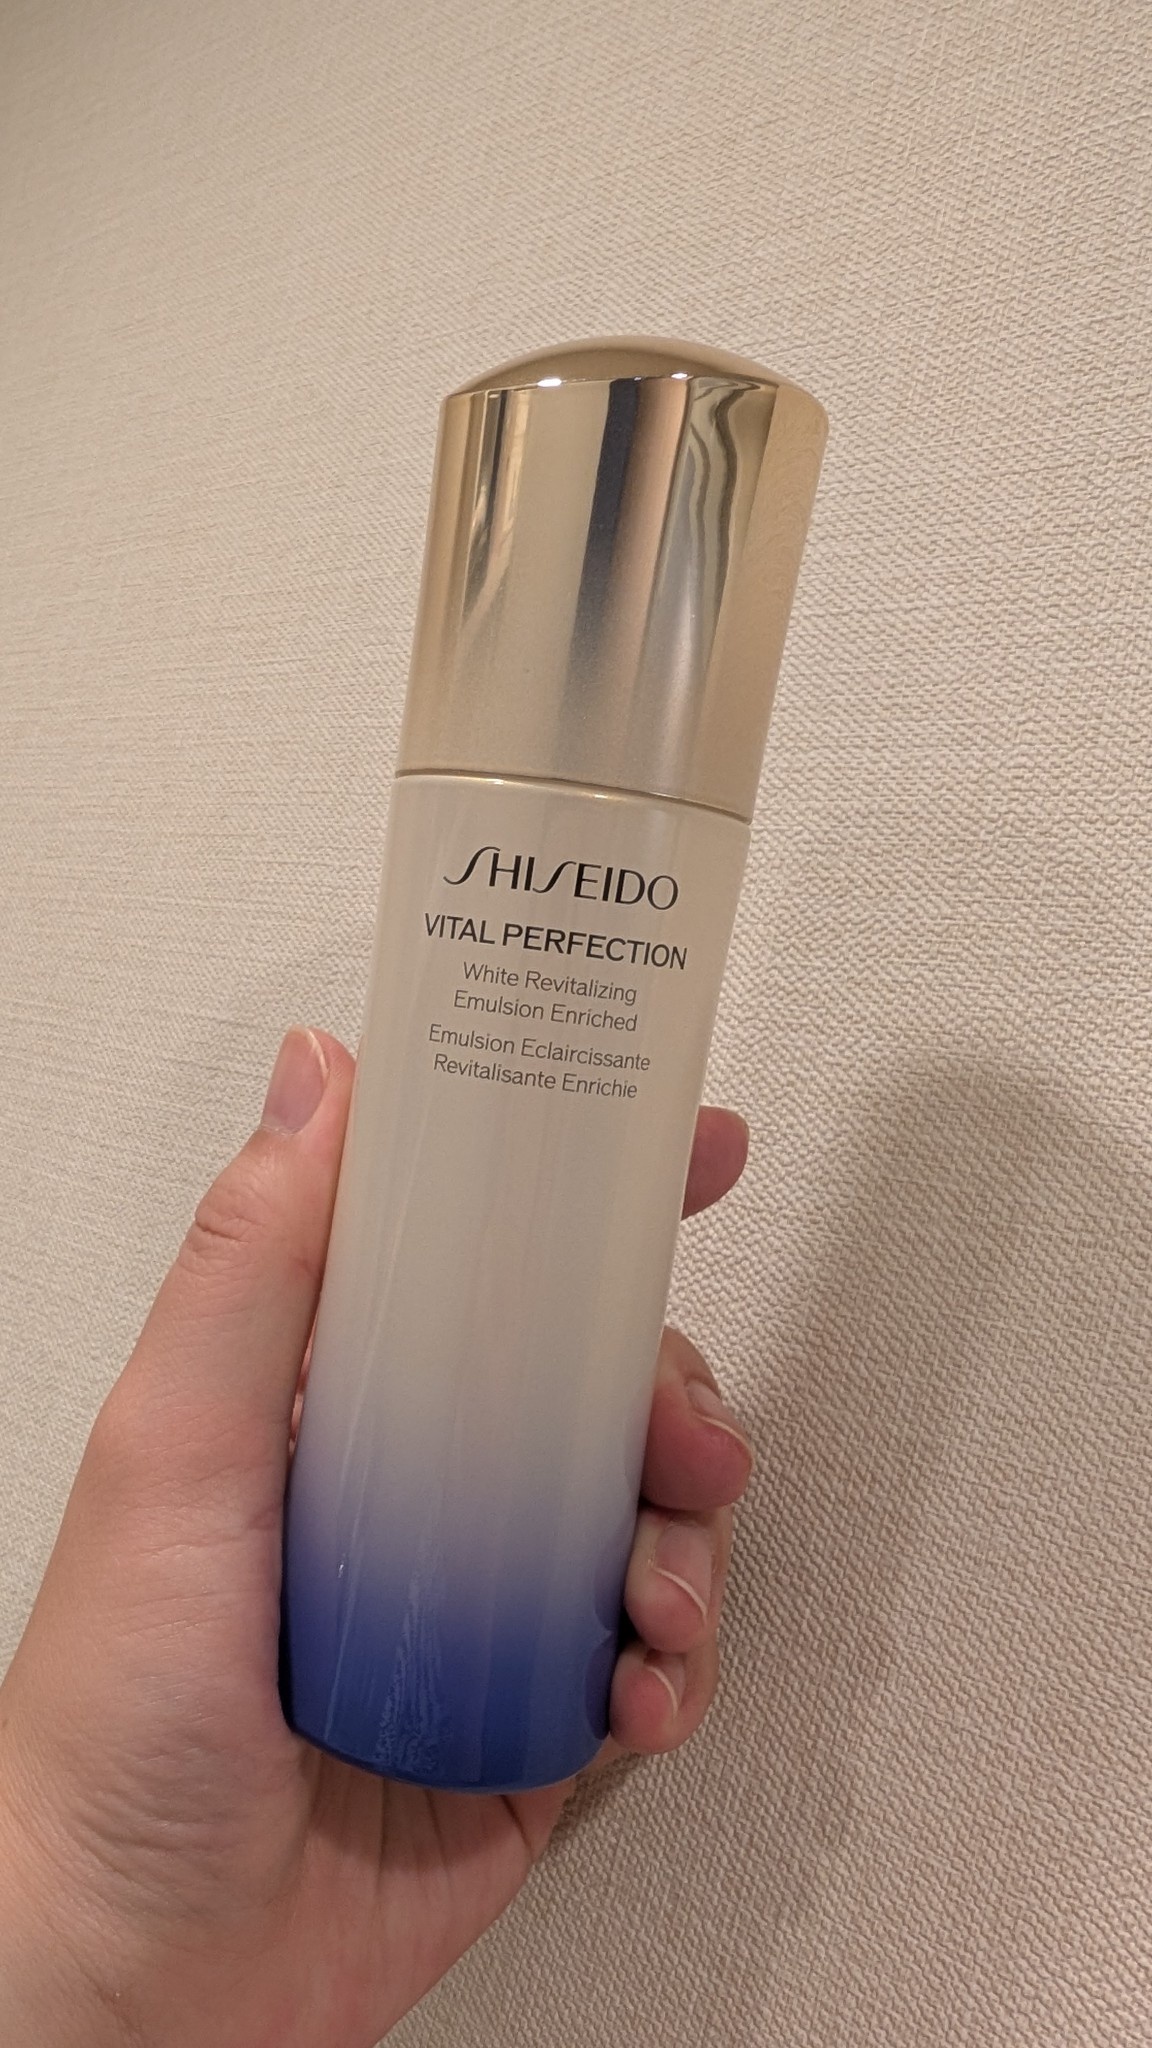 SHISEIDO
VITAL PERFECTION
White Revitalizing
Emulsion Enriched
Emulsion Eclaircissante
Revitalisante Enrichie